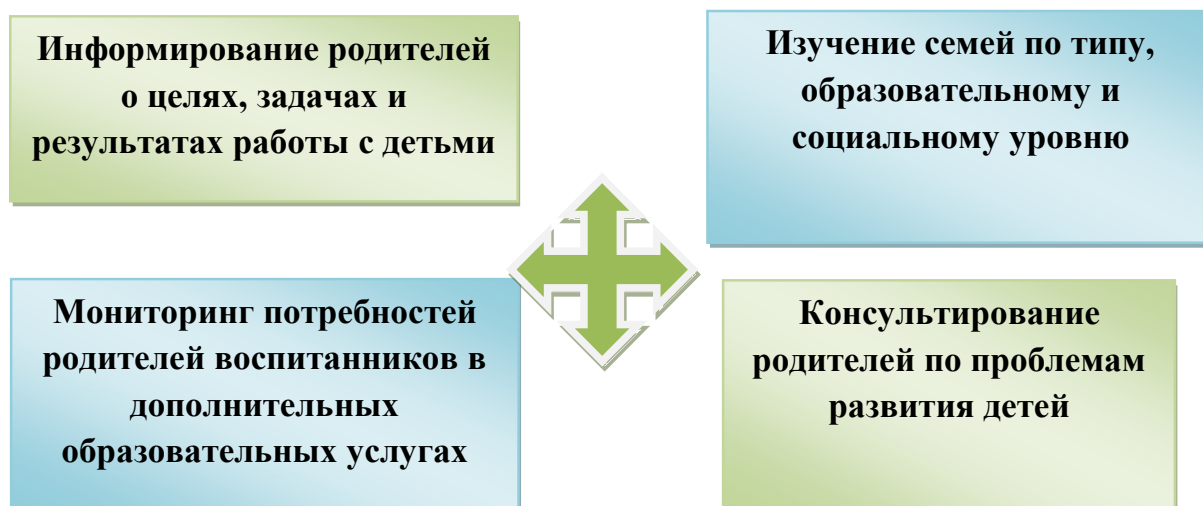 Информирование родителей
о целях, задачах и
результатах работы с детьми
Изучение семей по типу,
образовательному и
социальному уровню
Мониторинг потребностей
родителей воспитанников в
дополнительных
образовательных услугах
Консультирование
родителей по проблемам
развития детей